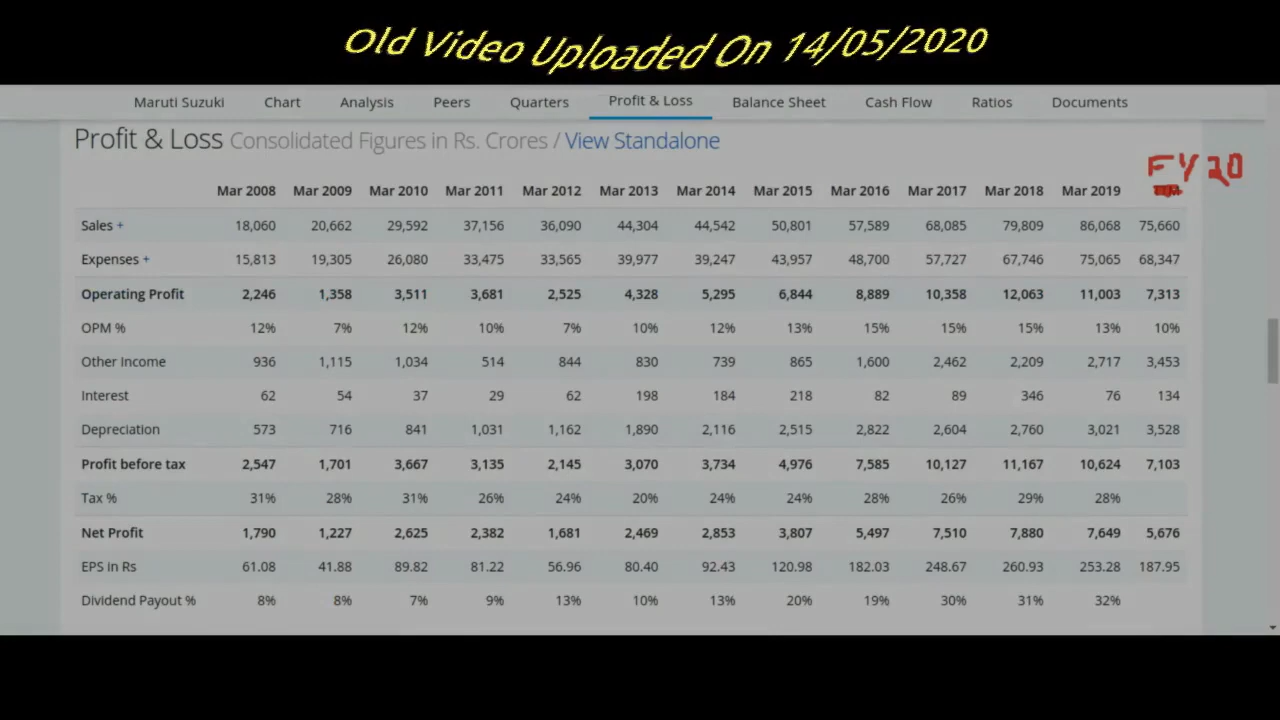 Old Video Uploaded On 14/05/2020
Maruti Suzuki Chart Analysis Peers Quarters Profit & Loss Balance Sheet Cash Flow Ratios Documents
Profit & Loss Consolidated Figures in Rs. Crores / View Standalone
FY20
Mar 2008 Mar 2009 Mar 2010 Mar 2011 Mar 2012 Mar 2013 Mar 2014 Mar 2015 Mar 2016 Mar 2017 Mar 2018 Mar 2019
Sales + 18,060 20,662 29,592 37,156 36,090 44,304 44,542 50,801 57,589 68,085 79,809 86,068 75,660
Expenses + 15,813 19,305 26,080 33,475 33,565 39,977 39,247 43,957 48,700 57,727 67,746 75,065 68,347
Operating Profit 2,246 1,358 3,511 3,681 2,525 4,328 5,295 6,844 8,889 10,358 12,063 11,003 7,313
OPM % 12% 7% 12% 10% 7% 10% 12% 13% 15% 15% 15% 13% 10%
Other Income 936 1,115 1,034 514 844 830 739 865 1,600 2,462 2,209 2,717 3,453
Interest 62 54 37 29 62 198 184 218 82 89 346 76 134
Depreciation 573 716 841 1,031 1,162 1,890 2,116 2,515 2,822 2,604 2,760 3,021 3,528
Profit before tax 2,547 1,701 3,667 3,135 2,145 3,070 3,734 4,976 7,585 10,127 11,167 10,624 7,103
Tax % 31% 28% 31% 26% 24% 20% 24% 24% 28% 26% 29% 28%
Net Profit 1,790 1,227 2,625 2,382 1,681 2,469 2,853 3,807 5,497 7,510 7,880 7,649 5,676
EPS in Rs 61.08 41.88 89.82 81.22 56.96 80.40 92.43 120.98 182.03 248.67 260.93 253.28 187.95
Dividend Payout % 8% 8% 7% 9% 13% 10% 13% 20% 19% 30% 31% 32%